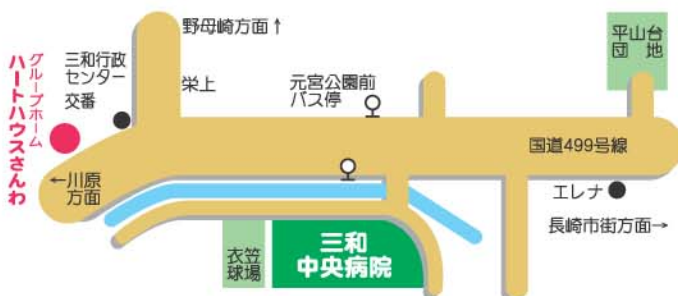 野母崎方面↑
グループホーム
ハートハウスさんわ
三和行政
センター
交番
栄上
元宮公園前
バス停
平山台
団地
国道499号線
←川原
方面
エレナ
長崎市街方面→
衣笠
球場
三和
中央病院